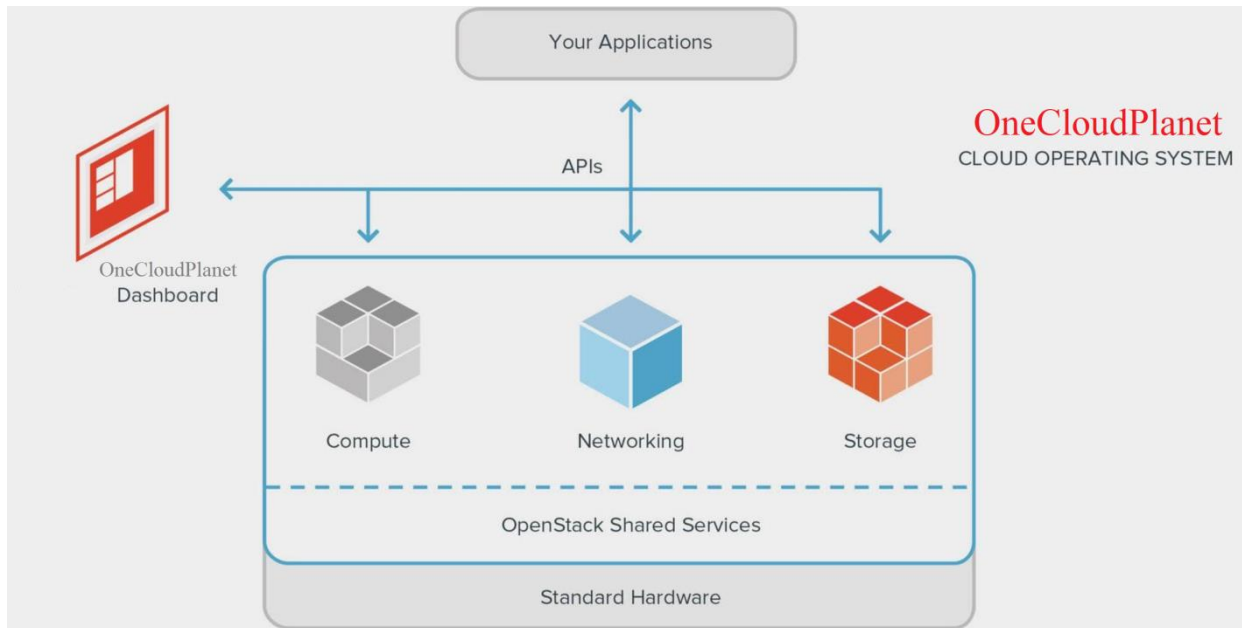 Your Applications
OneCloudPlanet
CLOUD OPERATING SYSTEM
APIs
OneCloudPlanet
Dashboard
Compute
Networking
Storage
OpenStack Shared Services
Standard Hardware